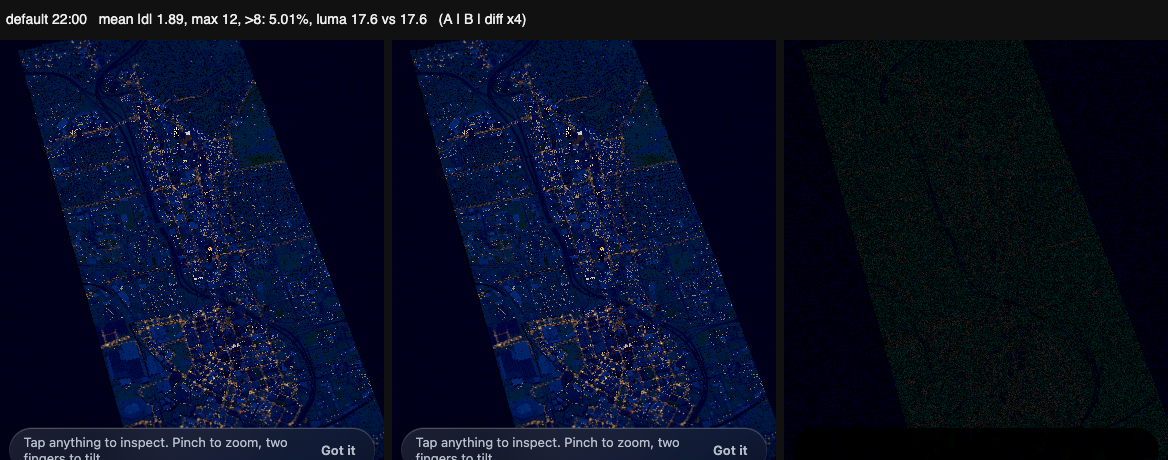 default 22:00 mean |d| 1.89, max 12, >8: 5.01%, luma 17.6 vs 17.6 (A | B | diff x4)
Tap anything to inspect. Pinch to zoom, two
fingers to tilt
Got it
Tap anything to inspect. Pinch to zoom, two
fingers to tilt
Got it